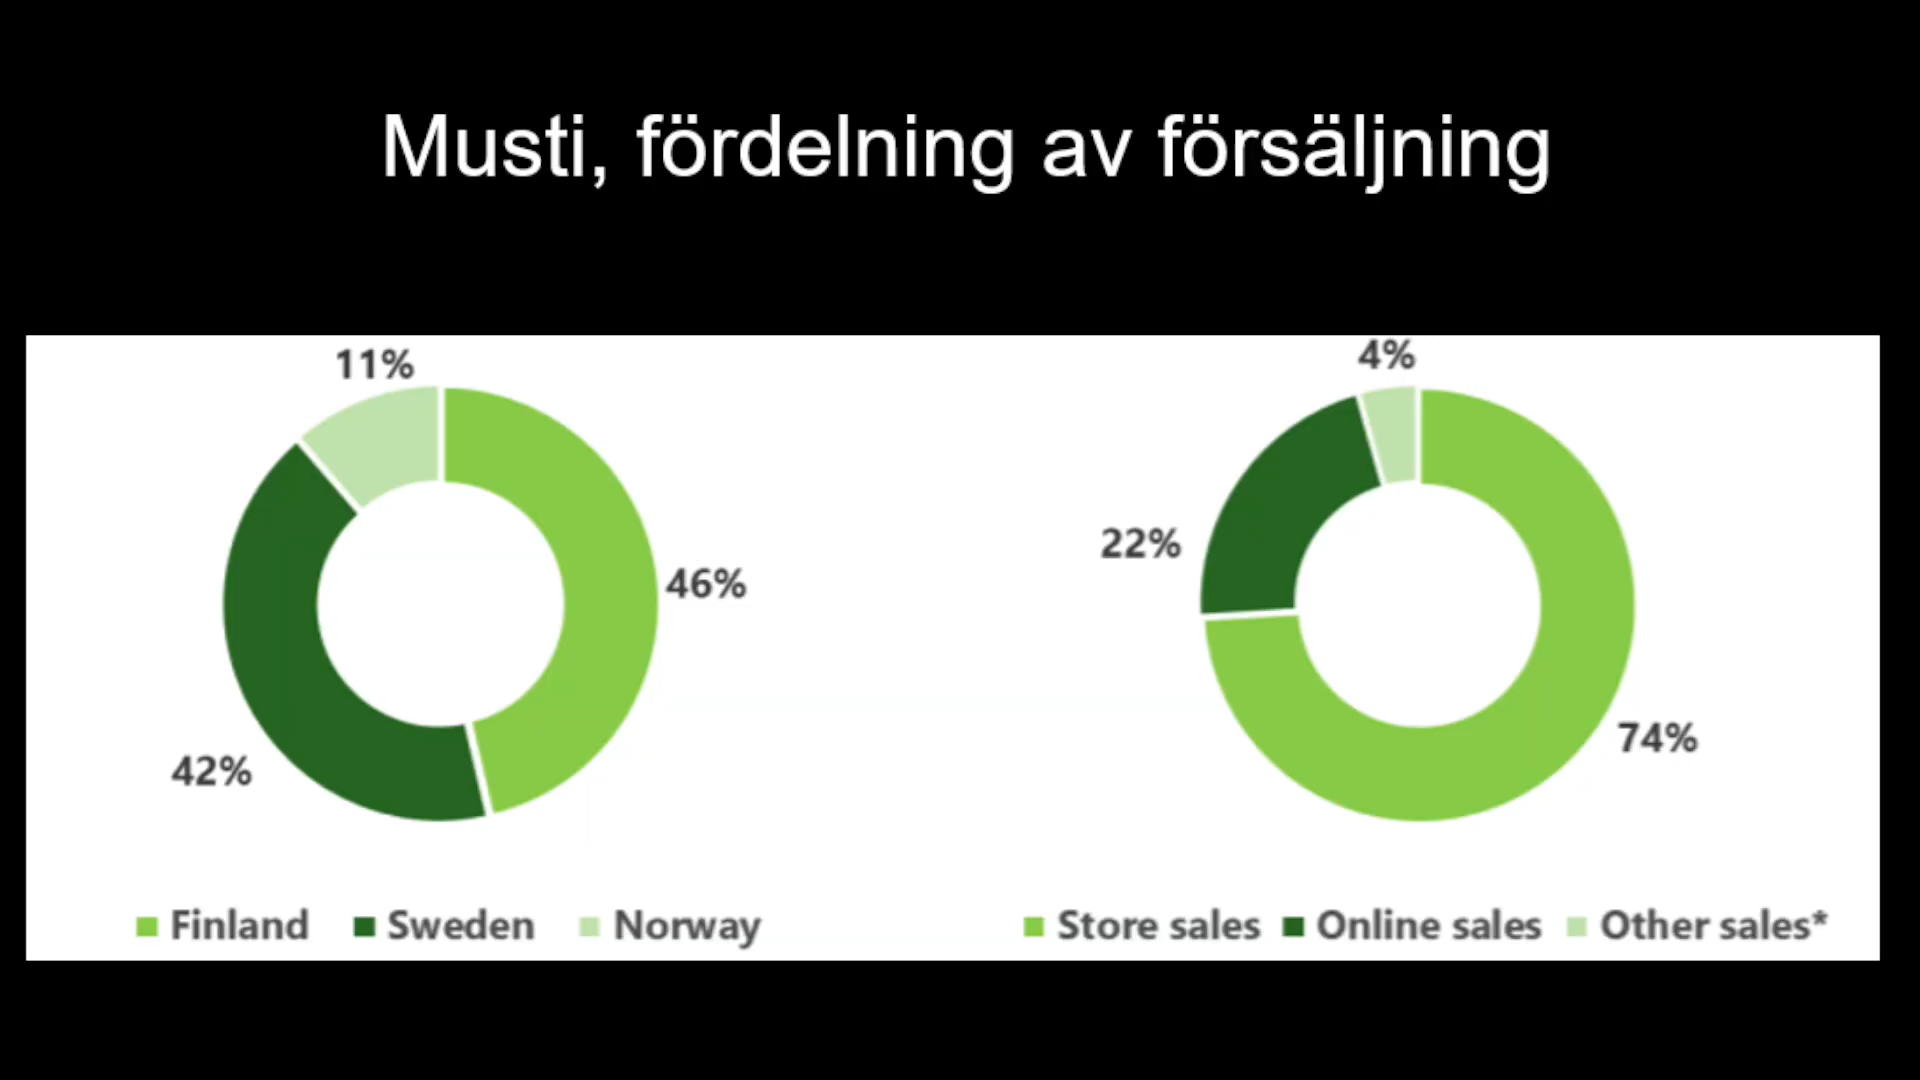 Musti, fördelning av försäljning
11%
46%
42%
Finland Sweden Norway
4%
22%
74%
Store sales Online sales Other sales*